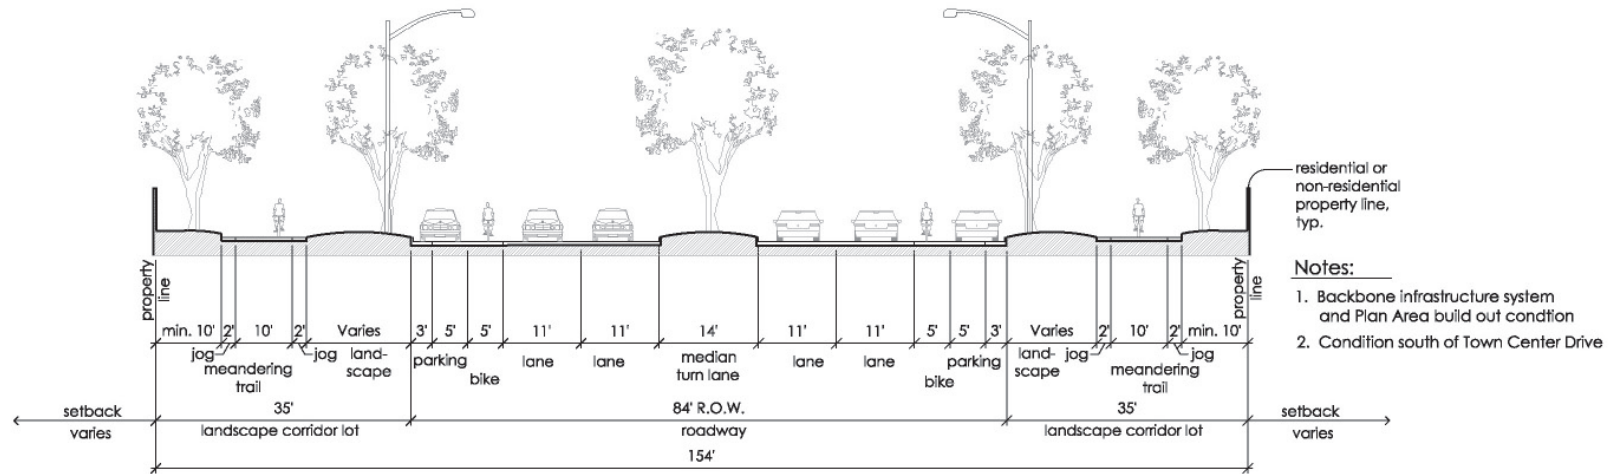 residential or
non-residential
property line,
typ.
Notes:
1. Backbone infrastructure system
and Plan Area build out condtion
2. Condition south of Town Center Drive
property
line
property
line
min. 10' 2' 10' 2' Varies 3' 5' 5' 11' 11' 14' 11' 11' 5' 5' 3' Varies 2' 10' 2' min. 10'
jog
meandering
trail
jog
land-
scape
parking
bike
lane
lane
median
turn lane
lane
lane
bike
parking
land-
scape
jog
meandering
trail
jog
setback
varies
35'
landscape corridor lot
84' R.O.W.
roadway
35'
landscape corridor lot
setback
varies
154'